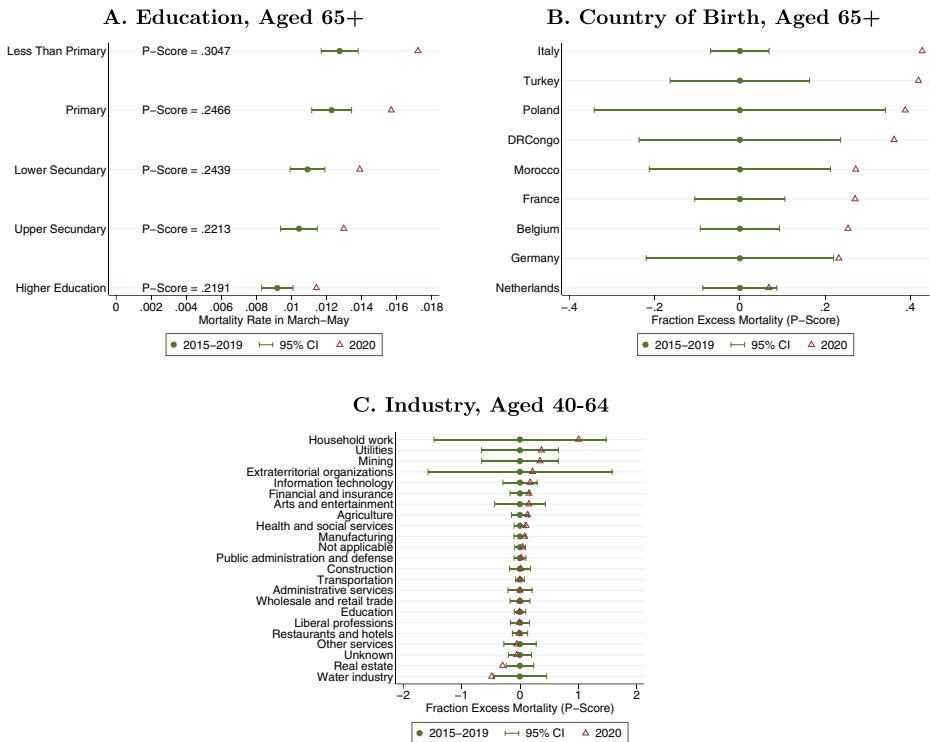 A. Education, Aged 65+
Less Than Primary P−Score = .3047
Primary P−Score = .2466
Lower Secundary P−Score = .2439
Upper Secundary P−Score = .2213
Higher Education P−Score = .2191
0 .002 .004 .006 .008 .01 .012 .014 .016 .018
Mortality Rate in March−May
2015−2019 95% CI 2020
B. Country of Birth, Aged 65+
Italy
Turkey
Poland
DRCongo
Morocco
France
Belgium
Germany
Netherlands
−.4 −.2 0 .2 .4
Fraction Excess Mortality (P−Score)
2015−2019 95% CI 2020
C. Industry, Aged 40-64
Household work
Utilities
Mining
Extraterritorial organizations
Information technology
Financial and insurance
Arts and entertainment
Agriculture
Health and social services
Manufacturing
Not applicable
Public administration and defense
Construction
Transportation
Administrative services
Wholesale and retail trade
Education
Liberal professions
Restaurants and hotels
Other services
Unknown
Real estate
Water industry
−2 −1 0 1 2
Fraction Excess Mortality (P−Score)
2015−2019 95% CI 2020